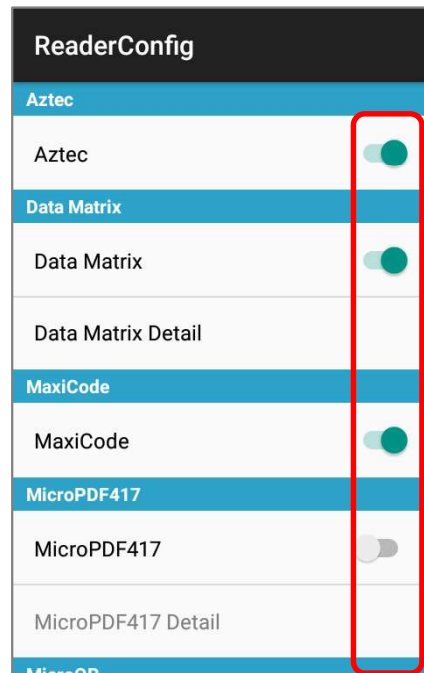 ReaderConfig
Aztec
Aztec
Data Matrix
Data Matrix
Data Matrix Detail
MaxiCode
MaxiCode
MicroPDF417
MicroPDF417
MicroPDF417 Detail